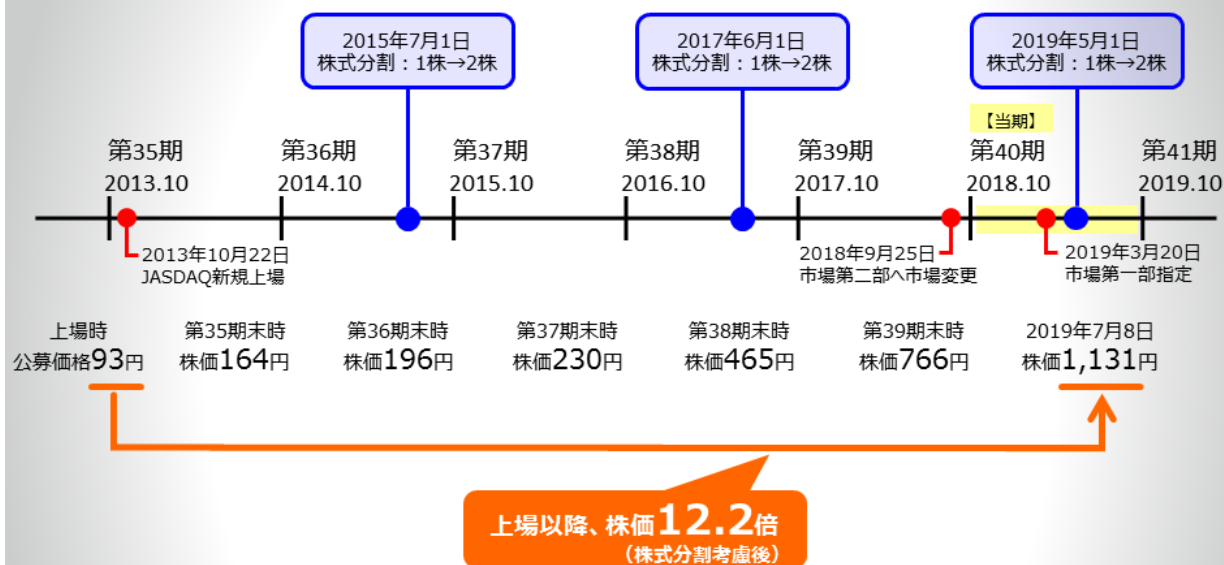 2015年7月1日
株式分割：1株→2株
2017年6月1日
株式分割：1株→2株
2019年5月1日
株式分割：1株→2株
【当期】
第35期
2013.10
第36期
2014.10
第37期
2015.10
第38期
2016.10
第39期
2017.10
第40期
2018.10
第41期
2019.10
2013年10月22日
JASDAQ新規上場
2018年9月25日
市場第二部へ市場変更
2019年3月20日
市場第一部指定
上場時
公募価格93円
第35期末時
株価164円
第36期末時
株価196円
第37期末時
株価230円
第38期末時
株価465円
第39期末時
株価766円
2019年7月8日
株価1,131円
上場以降、株価12.2倍
（株式分割考慮後）